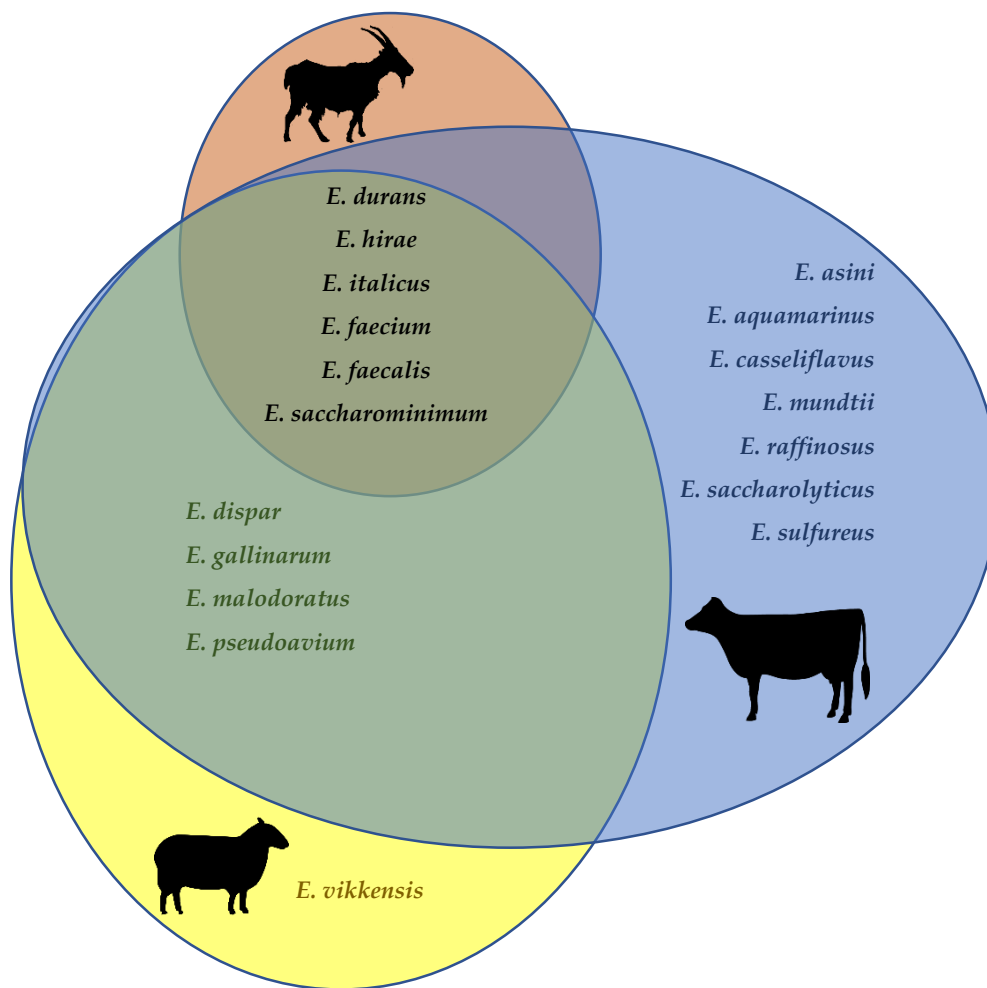 E. durans
E. hirae
E. italicus
E. faecium
E. faecalis
E. saccharominimum
E. asini
E. aquamarinus
E. casseliflavus
E. mundtii
E. raffinosus
E. saccharolyticus
E. sulfureus
E. dispar
E. gallinarum
E. malodoratus
E. pseudoavium
E. vikkensis